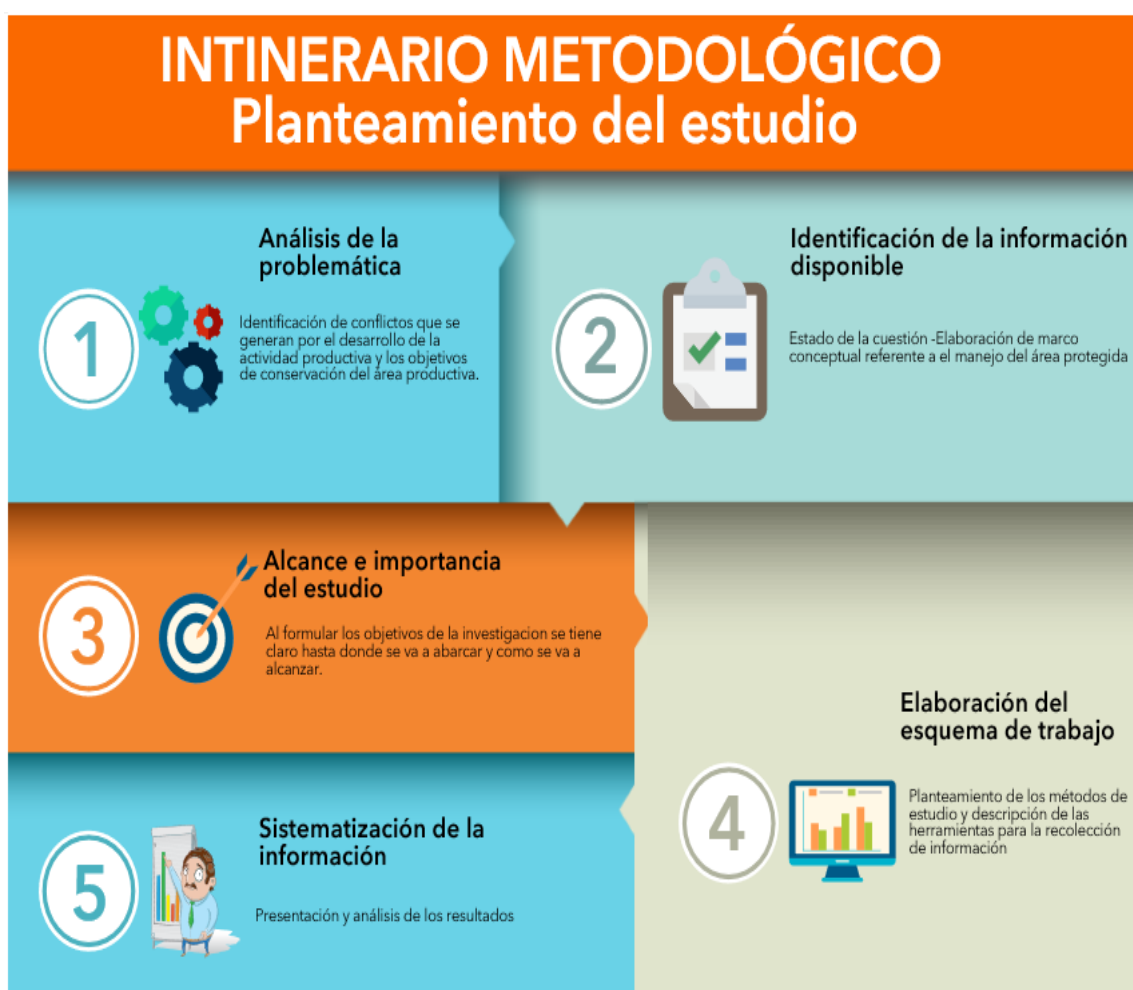 INTINERARIO METODOLÓGICO
Planteamiento del estudio
1
Análisis de la
problemática
Identificación de conflictos que se
generan por el desarrollo de la
actividad productiva y los objetivos
de conservación del área productiva.
2
Identificación de la información
disponible
Estado de la cuestión -Elaboración de marco
conceptual referente a el manejo del área protegida
3
Alcance e importancia
del estudio
Al formular los objetivos de la investigacion se tiene
claro hasta donde se va a abarcar y como se va a
alcanzar.
4
Elaboración del
esquema de trabajo
Planteamiento de los métodos de
estudio y descripción de las
herramientas para la recolección
de información
5
Sistematización de la
información
Presentación y análisis de los resultados